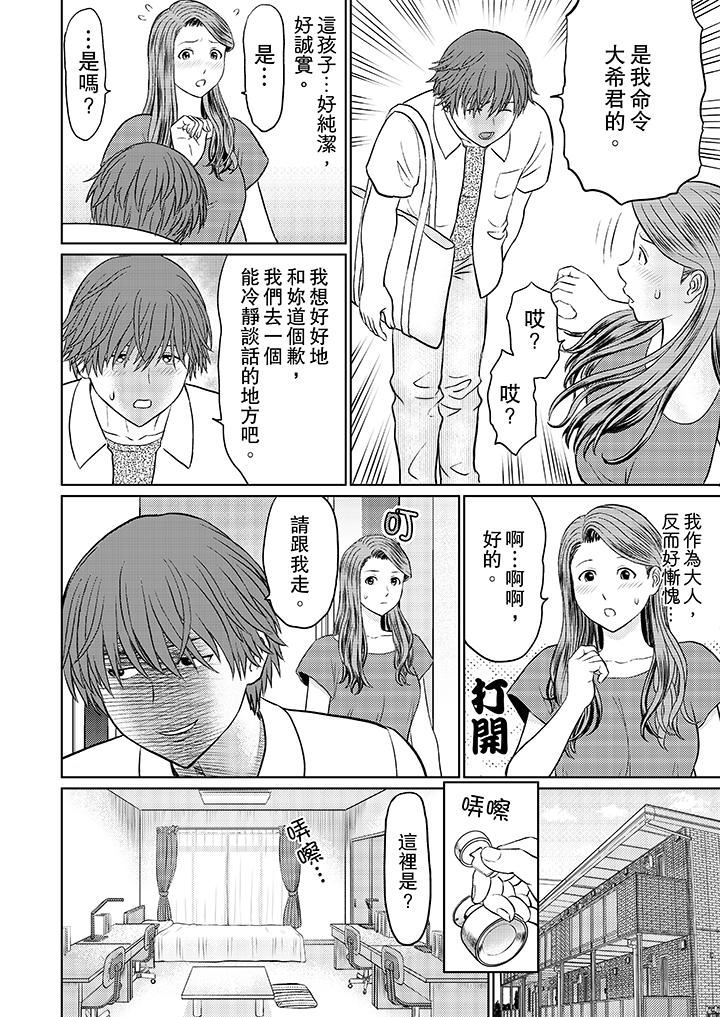 是我命令
大希君的。
哎？
哎？
這孩子…好純潔，
好誠實。
是…
…是嗎？
我想好好地
和妳道個歉，
我們去一個
能冷靜談話的地方吧。
我作為大人，
反而好慚愧…
啊…啊啊，
好的。
打開
叮
請跟我走。
弄嚓
這裡是？
弄嚓…